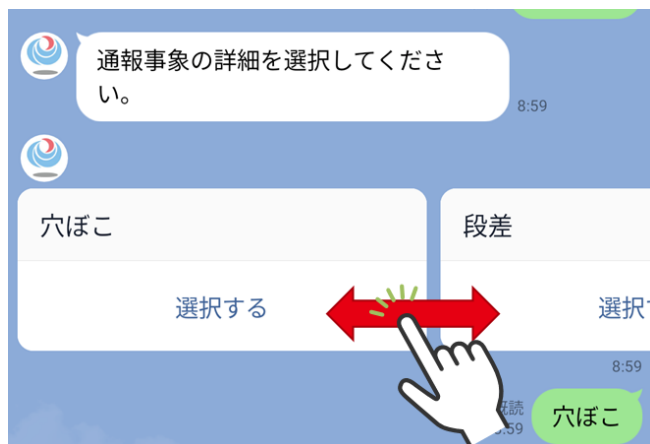 通報事象の詳細を選択してくださ
い。
8:59
穴ぼこ
段差
選択する
選択
8:59
既読
穴ぼこ